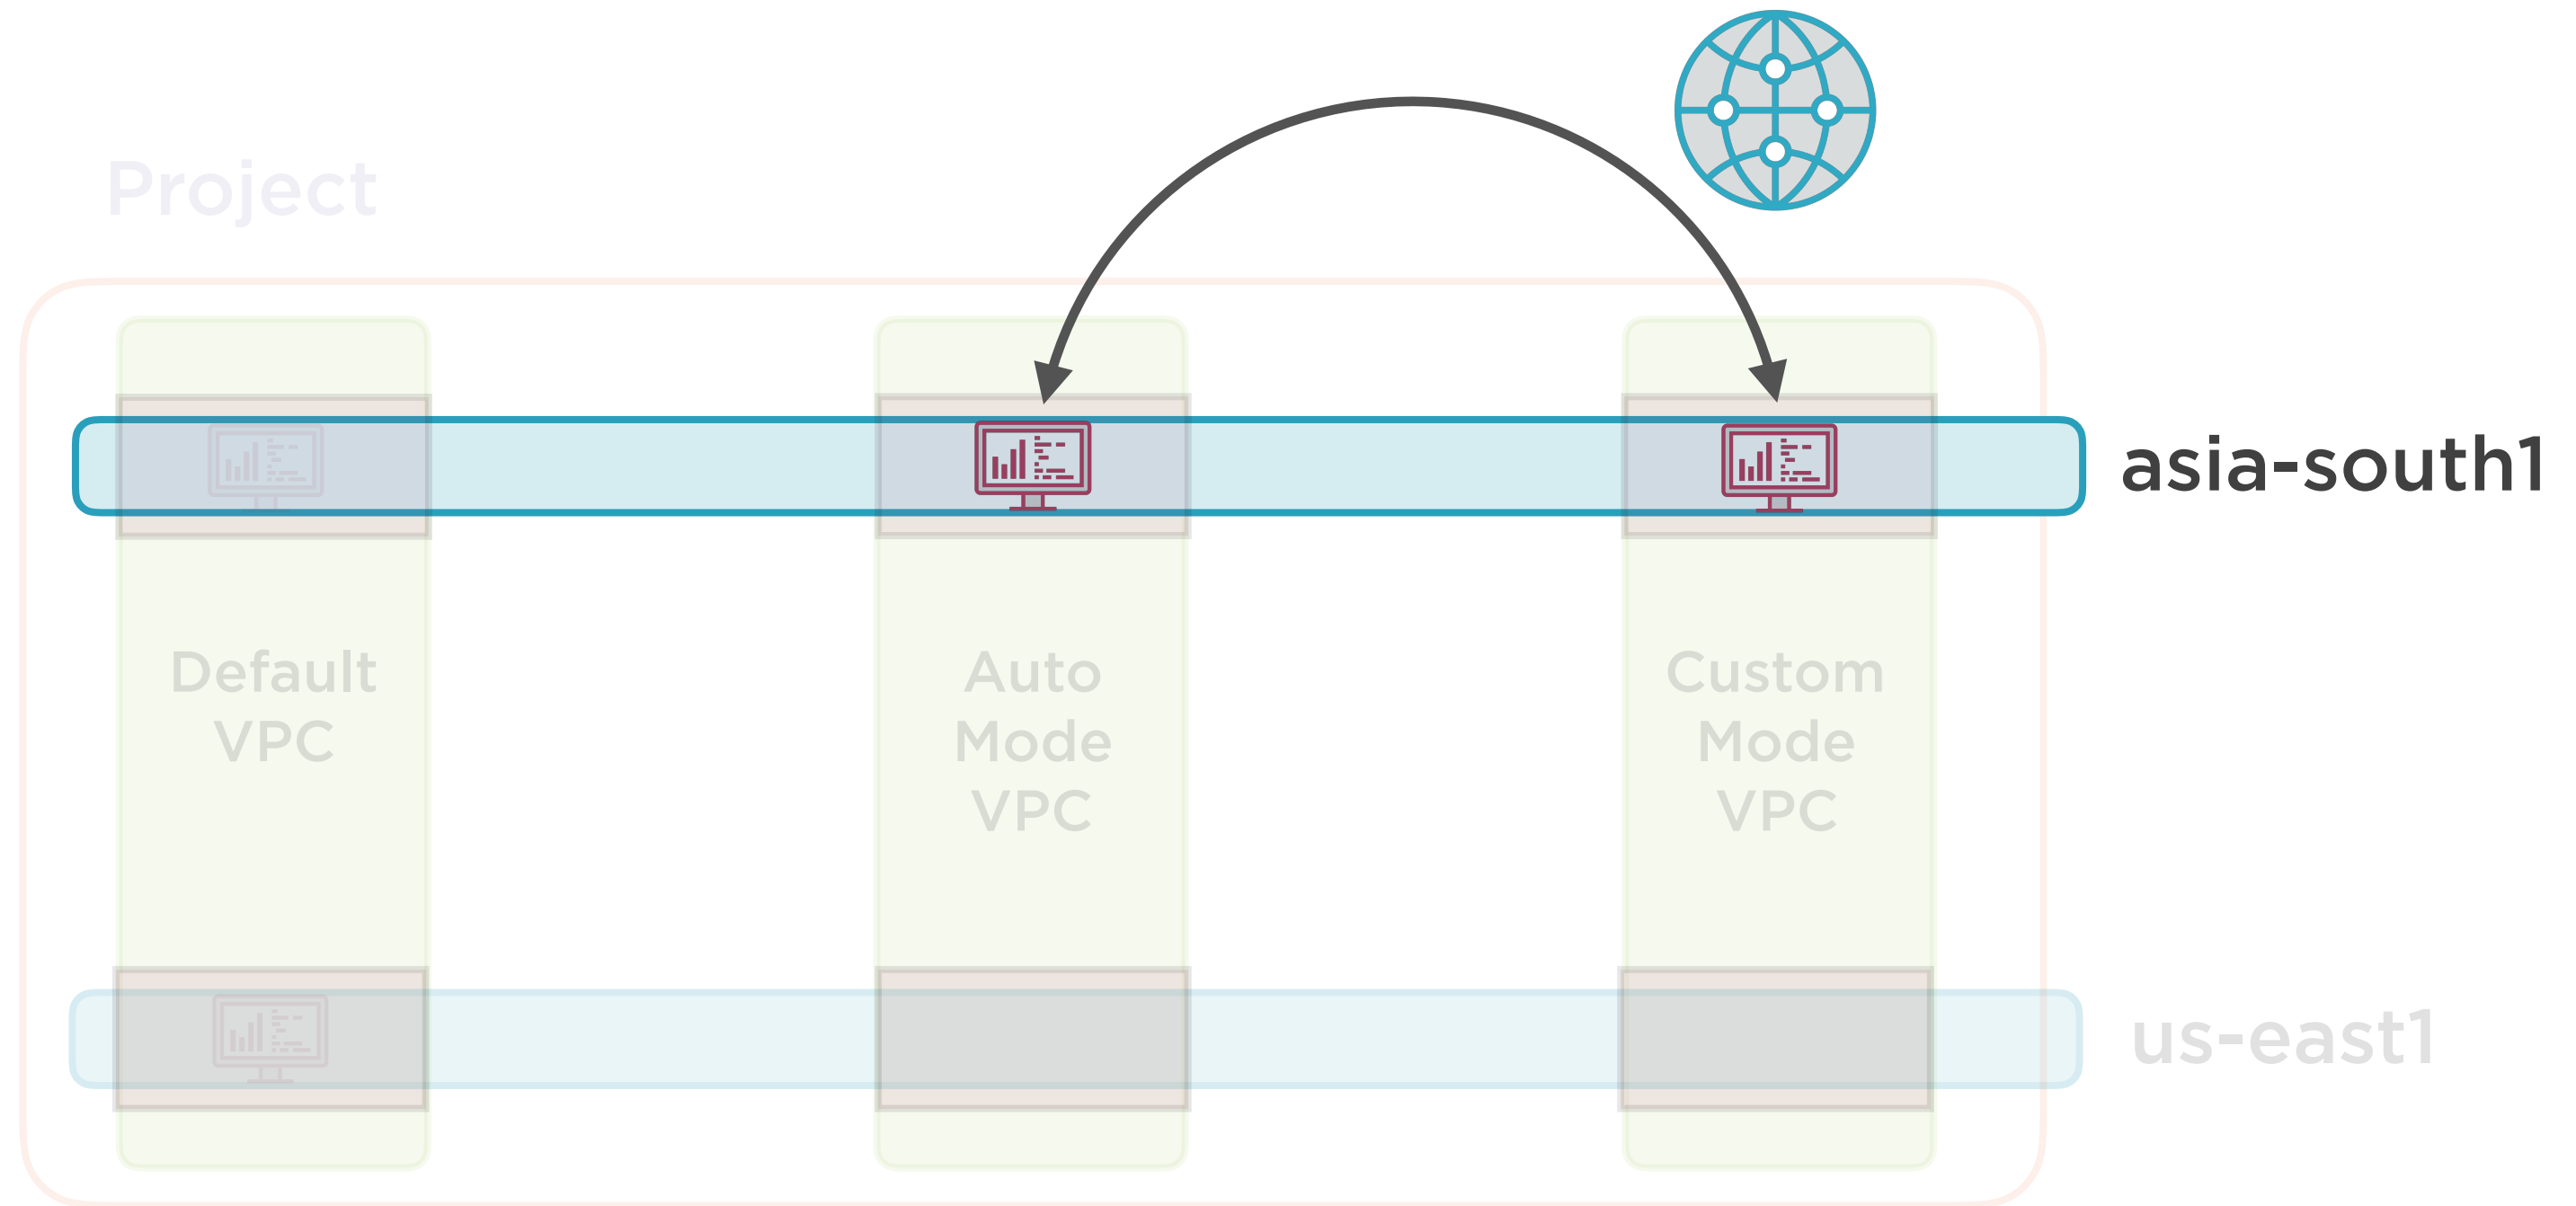 Project
asia-south1
Default
VPC
Auto
Mode
VPC
Custom
Mode
VPC
us-east1